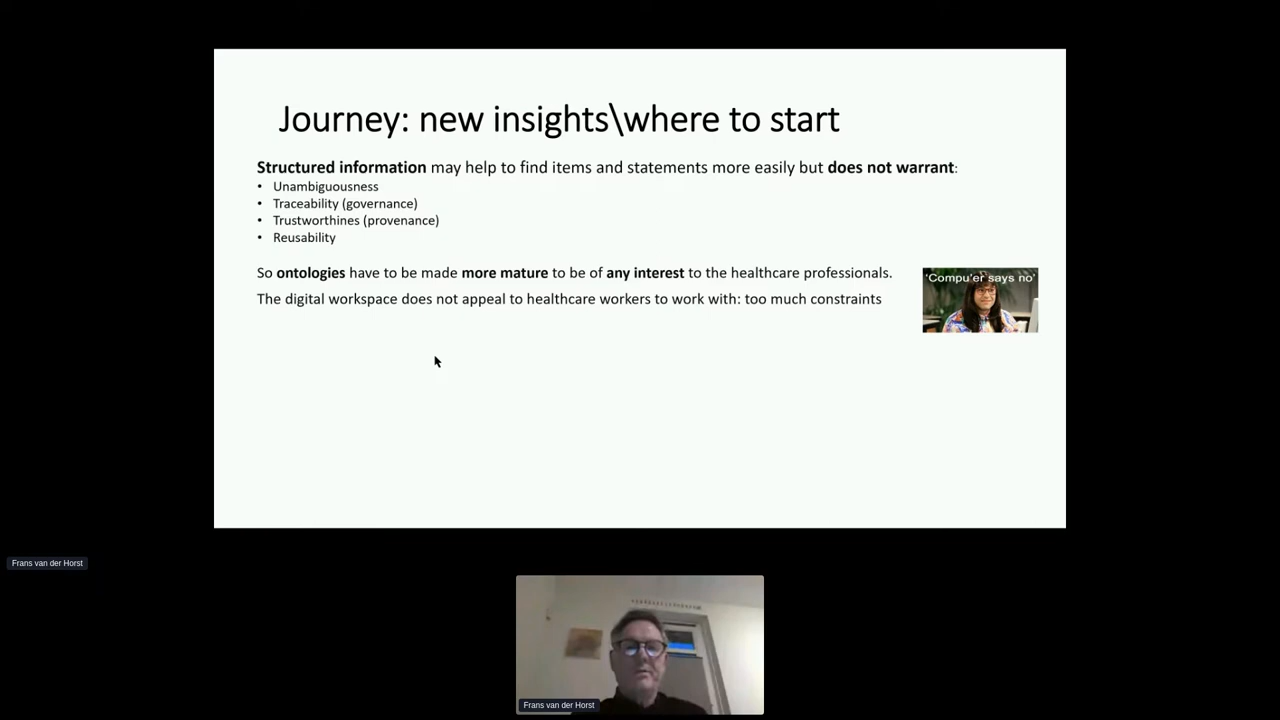 Journey: new insights\where to start
Structured information may help to find items and statements more easily but does not warrant:
• Unambiguousness
• Traceability (governance)
• Trustworthines (provenance)
• Reusability
So ontologies have to be made more mature to be of any interest to the healthcare professionals.
'Compu'er says no'
The digital workspace does not appeal to healthcare workers to work with: too much constraints
Frans van der Horst
Frans van der Horst